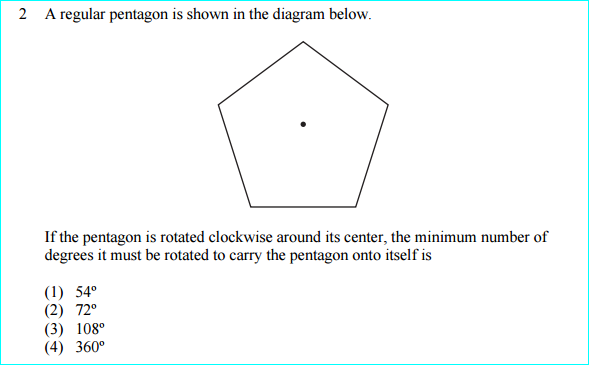 2 A regular pentagon is shown in the diagram below.
If the pentagon is rotated clockwise around its center, the minimum number of
degrees it must be rotated to carry the pentagon onto itself is
(1) 54º
(2) 72º
(3) 108º
(4) 360º